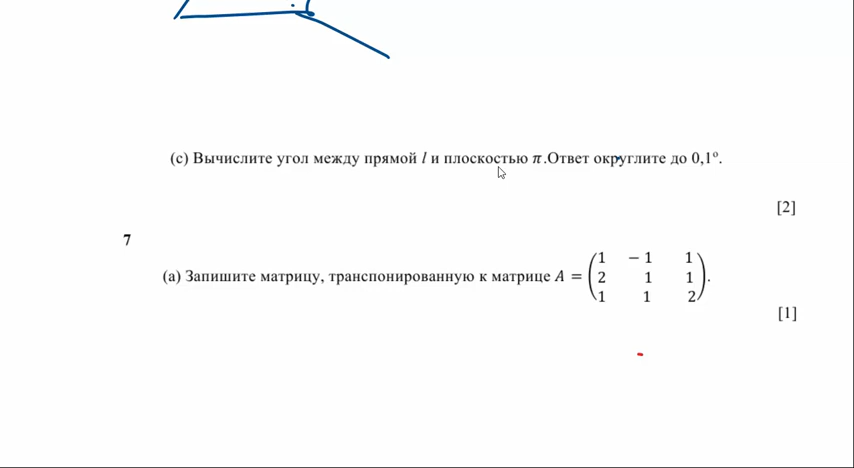 (c) Вычислите угол между прямой l и плоскостью π.Ответ округлите до 0,1°.
[2]
7
(a) Запишите матрицу, транспонированную к матрице A = (1 −1 1
2 1 1
1 1 2).
[1]